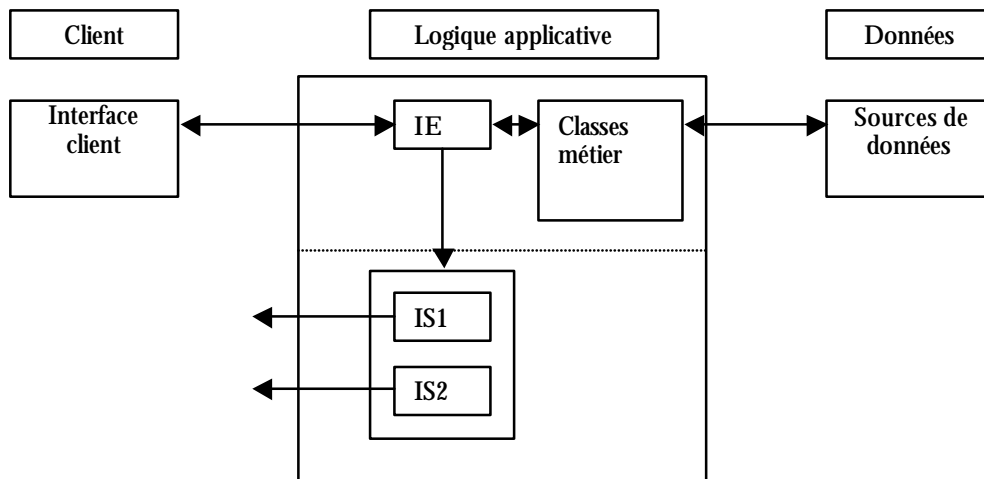 Client
Logique applicative
Données
Interface
client
IE
Classes
métier
Sources de
données
IS1
IS2